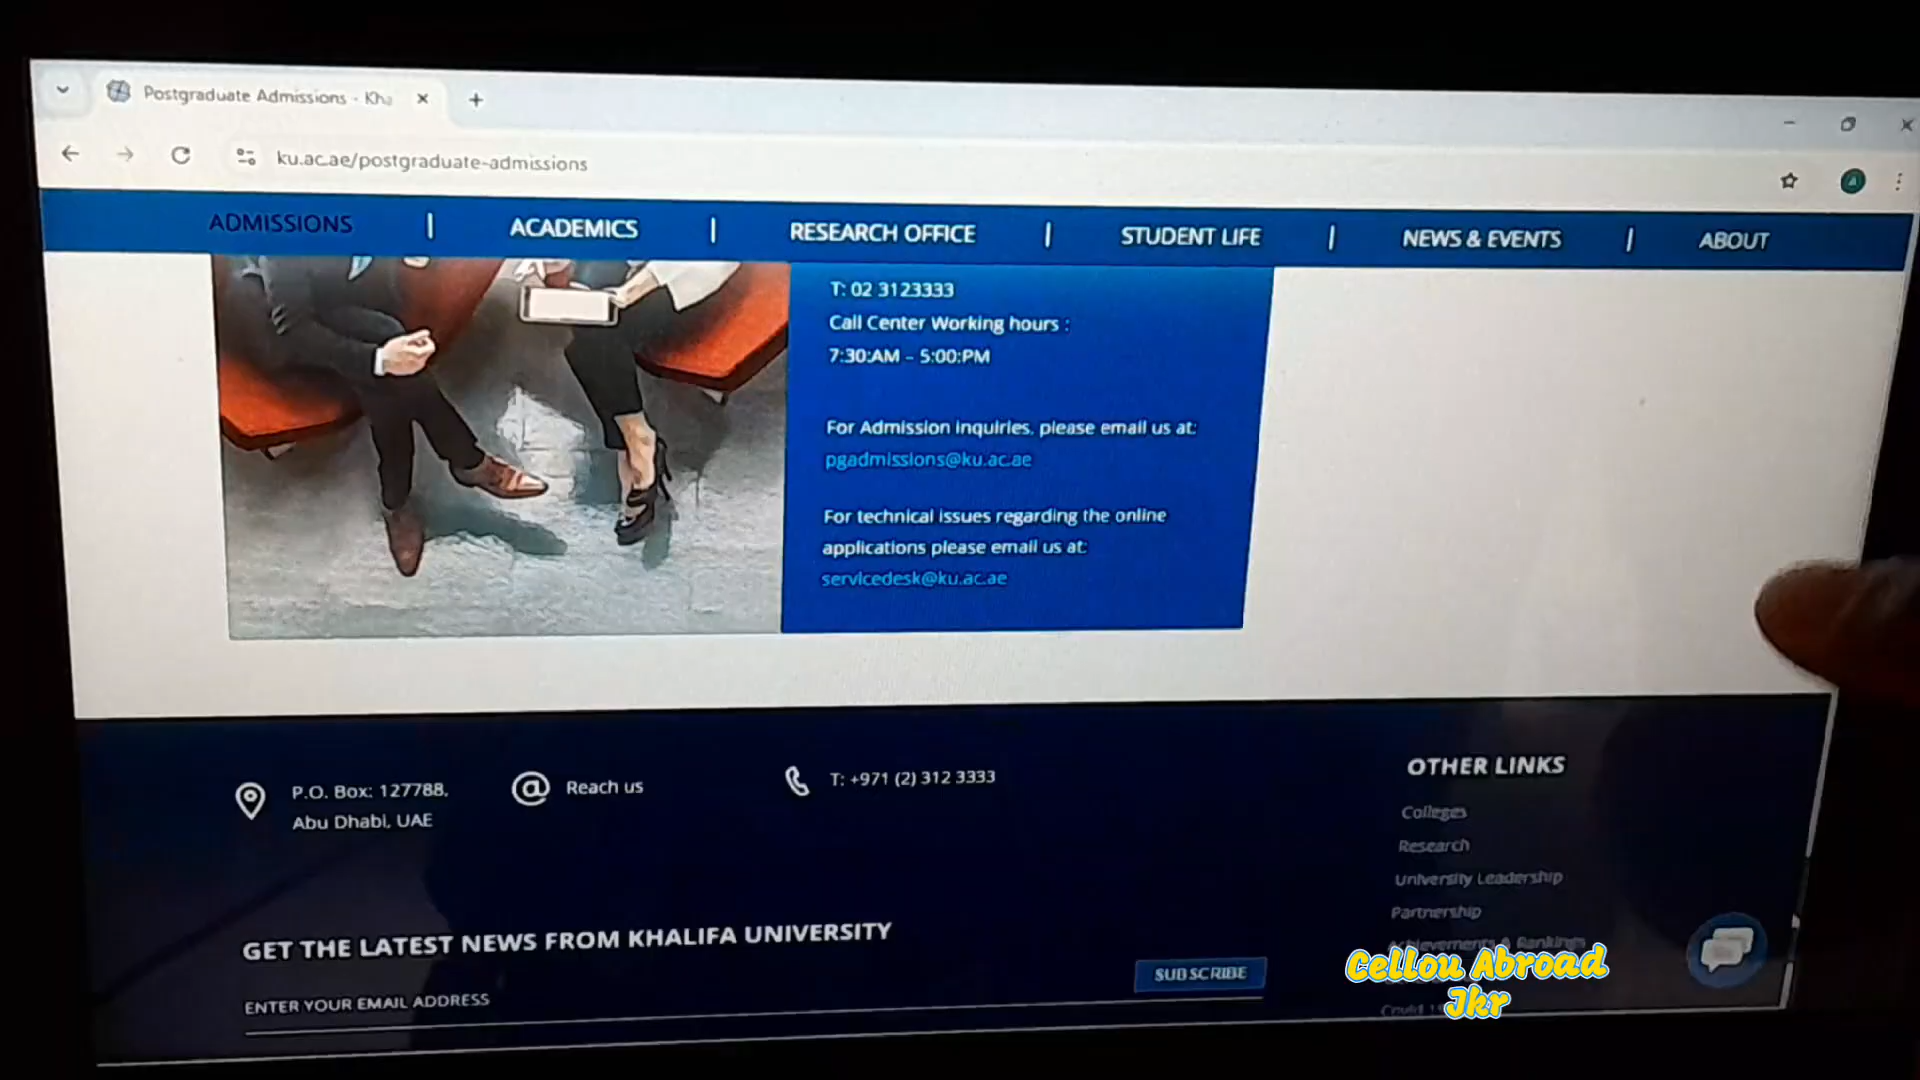 Postgraduate Admissions - Kha
ku.ac.ae/postgraduate-admissions
ADMISSIONS | ACADEMICS | RESEARCH OFFICE | STUDENT LIFE | NEWS & EVENTS | ABOUT
T: 02 3123333
Call Center Working hours :
7:30:AM – 5:00:PM
For Admission inquiries, please email us at:
pgadmissions@ku.ac.ae
For technical issues regarding the online
applications please email us at:
servicedesk@ku.ac.ae
P.O. Box: 127788,
Abu Dhabi, UAE
Reach us
T: +971 (2) 312 3333
OTHER LINKS
Colleges
Research
University Leadership
Partnership
Achievements & Rankings
GET THE LATEST NEWS FROM KHALIFA UNIVERSITY
ENTER YOUR EMAIL ADDRESS
SUBSCRIBE
Cellou Abroad
Jkr